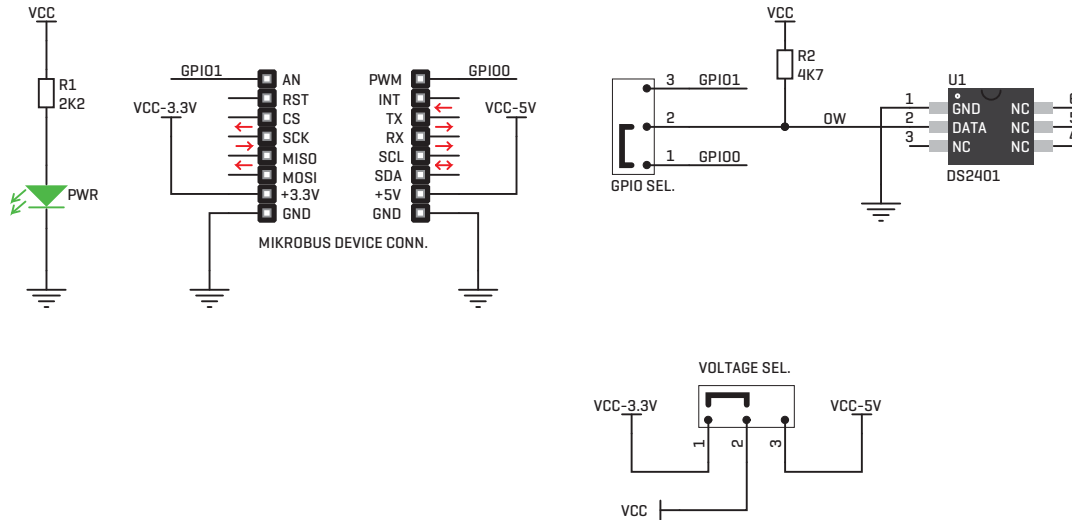 VCC
R1
2K2
PWR
GPIO1
AN
RST
CS
SCK
MISO
MOSI
+3.3V
GND
VCC-3.3V
PWM
INT
TX
RX
SCL
SDA
+5V
GND
GPIO0
VCC-5V
MIKROBUS DEVICE CONN.
VCC
R2
4K7
3 GPIO1
2
1 GPIO0
GPIO SEL.
OW
U1
1 GND NC 6
2 DATA NC 5
3 NC NC 4
DS2401
VOLTAGE SEL.
VCC-3.3V
VCC-5V
1 2 3
VCC